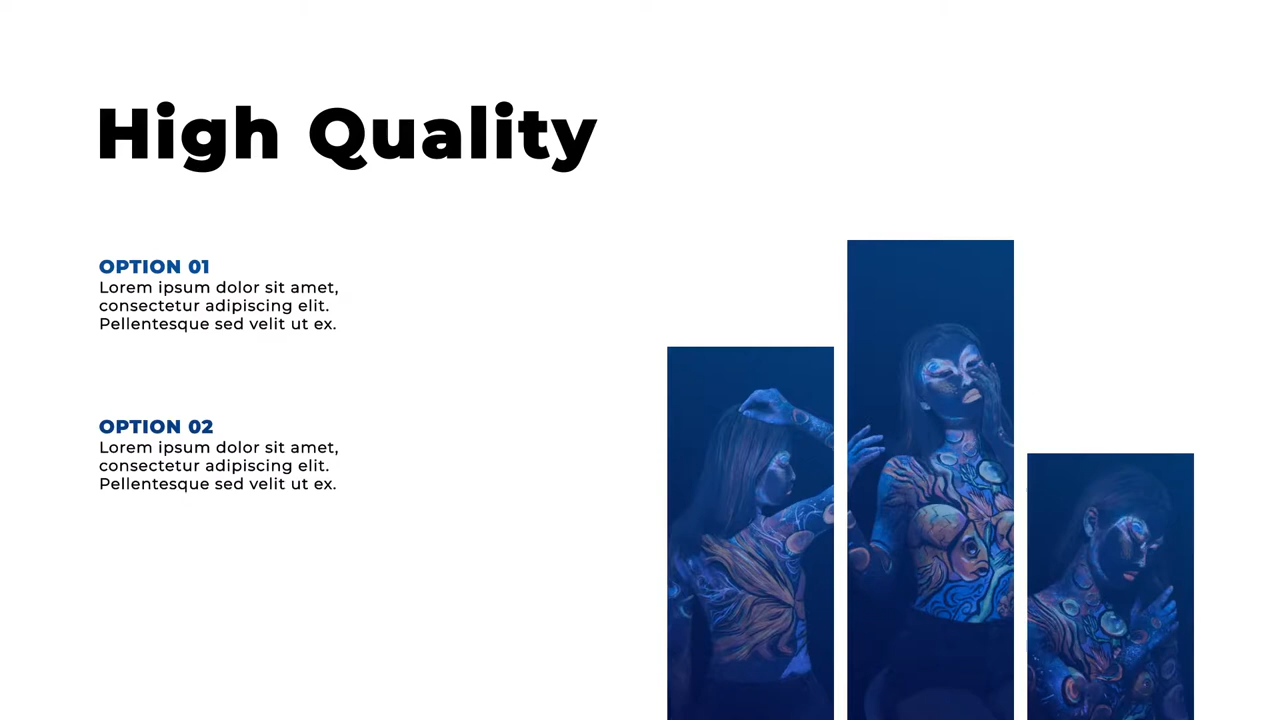 High Quality
OPTION 01
Lorem ipsum dolor sit amet,
consectetur adipiscing elit.
Pellentesque sed velit ut ex.
OPTION 02
Lorem ipsum dolor sit amet,
consectetur adipiscing elit.
Pellentesque sed velit ut ex.